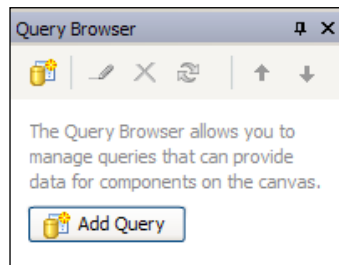 Query Browser
The Query Browser allows you to
manage queries that can provide
data for components on the canvas.
Add Query